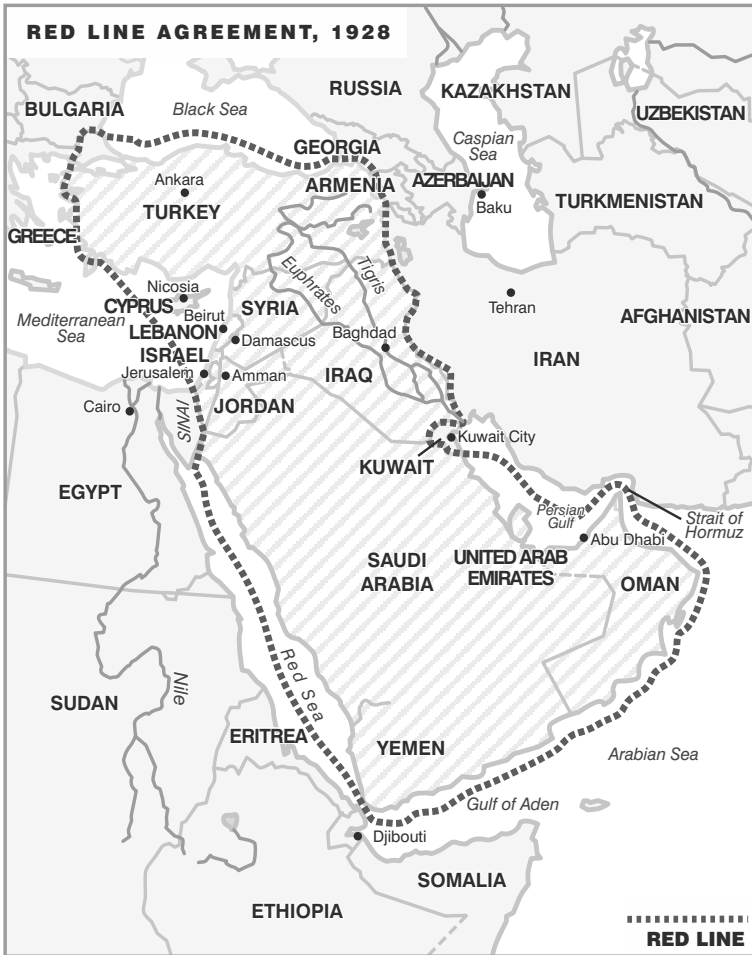 RED LINE AGREEMENT, 1928
RUSSIA
KAZAKHSTAN
BULGARIA
Black Sea
UZBEKISTAN
GEORGIA
Caspian
Sea
ARMENIA
AZERBAIJAN
Ankara
Baku
TURKMENISTAN
TURKEY
GREECE
Euphrates
Tigris
Nicosia
CYPRUS
SYRIA
Tehran
Beirut
AFGHANISTAN
Mediterranean
Sea
LEBANON
Damascus
Baghdad
ISRAEL
IRAN
Jerusalem
Amman
IRAQ
Cairo
JORDAN
SINAI
Kuwait City
KUWAIT
EGYPT
Persian
Gulf
Strait of
Hormuz
Abu Dhabi
SAUDI
ARABIA
UNITED ARAB
EMIRATES
OMAN
Red Sea
Nile
SUDAN
ERITREA
YEMEN
Arabian Sea
Gulf of Aden
Djibouti
SOMALIA
ETHIOPIA
RED LINE